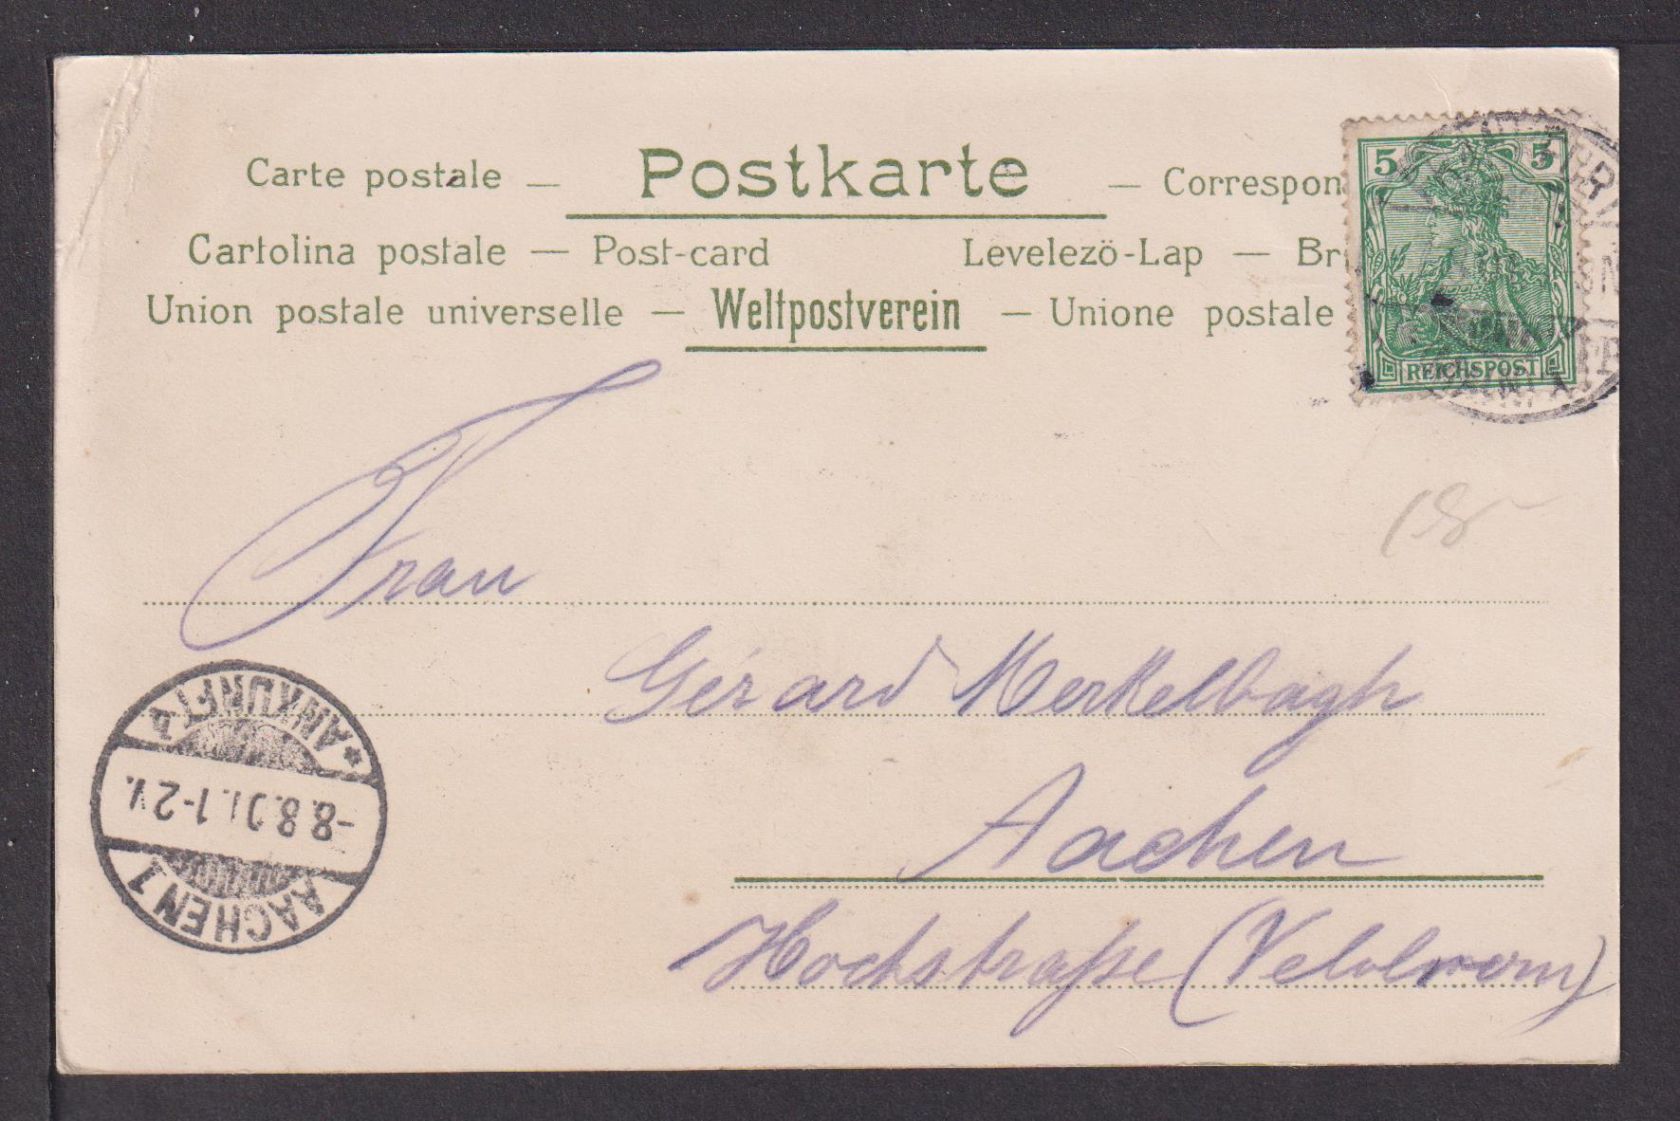 Carte postale — Postkarte — Correspon
Cartolina postale — Post-card Levelezö-Lap — Br
Union postale universelle — Weltpostverein — Unione postale
5 5
REICHSPOST
Frau
Gérard Merkelbagh
Aachen
Hochstraße
*ANKUNFT*
-8.8.01.1-2V.
AACHEN 1